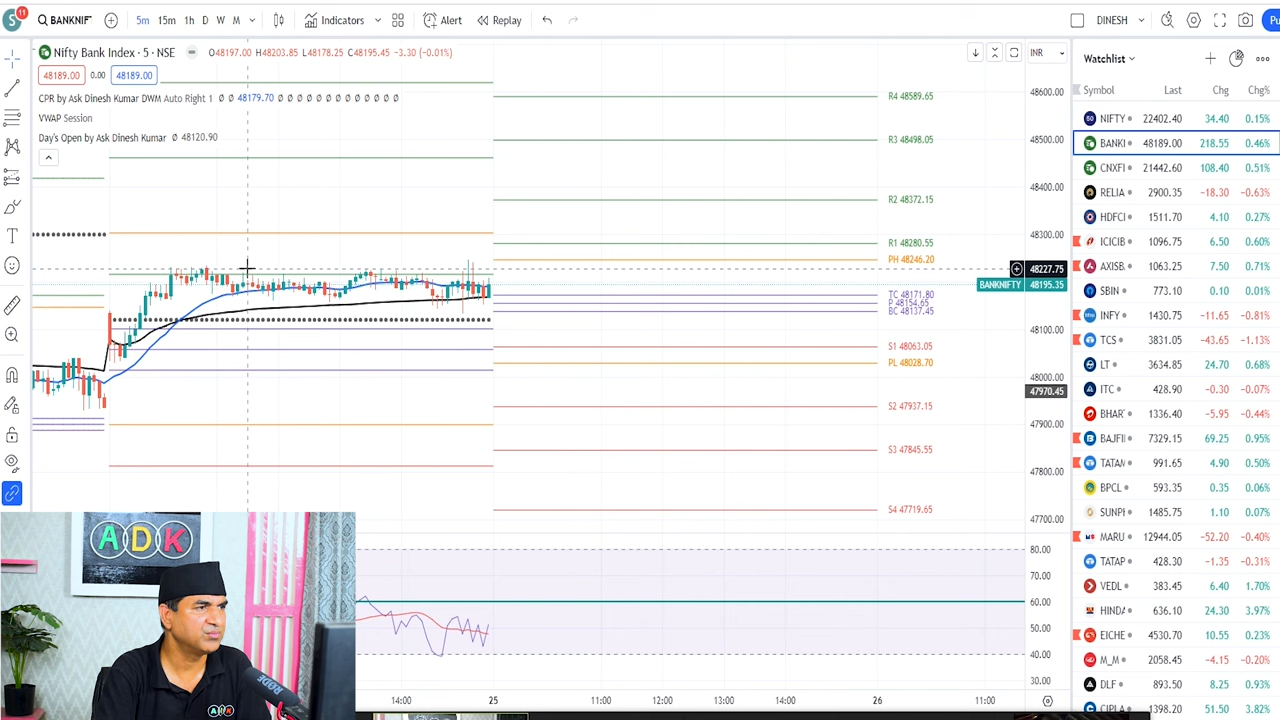 S 11 BANKNIF 5m 15m 1h D W M Indicators Alert Replay DINESH Pu
Nifty Bank Index · 5 · NSE O48197.00 H48203.85 L48178.25 C48195.45 -3.30 (-0.01%) INR
48189.00 0.00 48189.00
CPR by Ask Dinesh Kumar DWM Auto Right 1 Ø Ø 48179.70 Ø Ø Ø Ø Ø Ø Ø Ø Ø Ø Ø Ø
VWAP Session
Day's Open by Ask Dinesh Kumar Ø 48120.90
R4 48589.65
R3 48498.05
R2 48372.15
R1 48280.55
PH 48246.20
TC 48171.80
P 48154.65
BC 48137.45
S1 48063.05
PL 48028.70
S2 47937.15
S3 47845.55
S4 47719.65
48600.00
48500.00
48400.00
48300.00
48227.75
BANKNIFTY 48195.35
48100.00
48000.00
47970.45
47900.00
47800.00
47700.00
80.00
70.00
60.00
50.00
40.00
30.00
14:00 25 11:00 12:00 13:00 14:00 26 11:00
Watchlist
Symbol Last Chg Chg%
NIFTY 22402.40 34.40 0.15%
BANKI 48189.00 218.55 0.46%
CNXFI 21442.60 108.40 0.51%
RELIA 2900.35 -18.30 -0.63%
HDFCI 1511.70 4.10 0.27%
ICICIB 1096.75 6.50 0.60%
AXISB 1063.25 7.50 0.71%
SBIN 773.10 0.10 0.01%
INFY 1430.75 -11.65 -0.81%
TCS 3831.05 -43.65 -1.13%
LT 3634.85 24.70 0.68%
ITC 428.90 -0.30 -0.07%
BHAR 1336.40 -5.95 -0.44%
BAJFII 7329.15 69.25 0.95%
TATAM 991.65 4.90 0.50%
BPCL 593.35 0.35 0.06%
SUNPH 1485.75 1.10 0.07%
MARU 12944.05 -52.20 -0.40%
TATAP 428.30 -1.35 -0.31%
VEDL 383.45 6.40 1.70%
HINDA 636.10 24.30 3.97%
EICHE 4530.70 10.55 0.23%
M_M 2058.45 -4.15 -0.20%
DLF 893.50 8.25 0.93%
CIPLA 1398.20 51.50 3.82%
ADK
RØDE
ADK